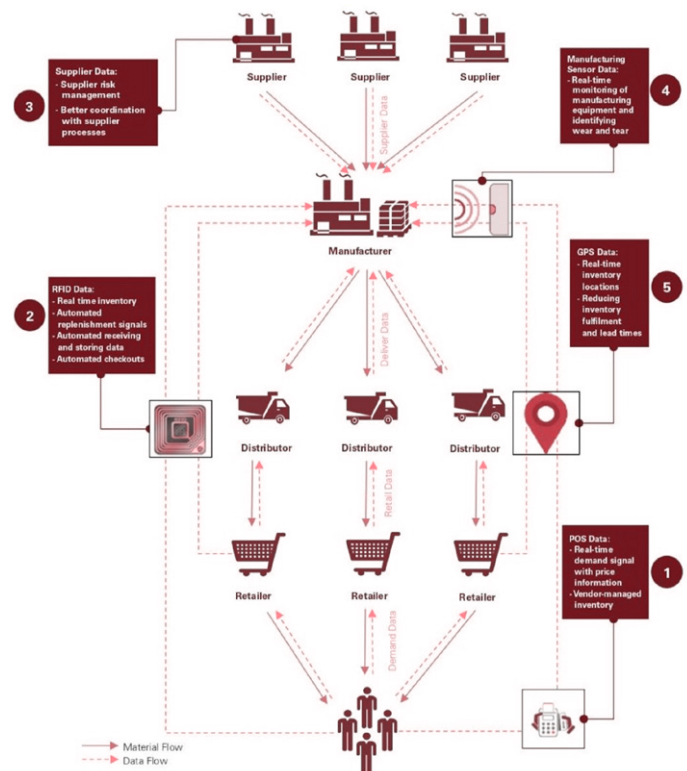 Supplier
Supplier
Supplier
3
Supplier Data:
- Supplier risk
management
- Better coordination
with supplier
processes
Manufacturing
Sensor Data:
- Real-time
monitoring of
manufacturing
equipment and
identifying
wear and tear
4
Supplier Data
Manufacturer
2
RFID Data:
- Real time inventory
- Automated
replenishment signals
- Automated receiving
and storing data
- Automated checkouts
GPS Data:
- Real-time
inventory
locations
- Reducing
inventory
fulfilment
and lead times
5
Deliver Data
Distributor
Distributor
Distributor
Retail Data
Retailer
Retailer
Retailer
POS Data:
- Real-time
demand signal
with price
information
- Vendor-managed
inventory
1
Demand Data
Material Flow
Data Flow